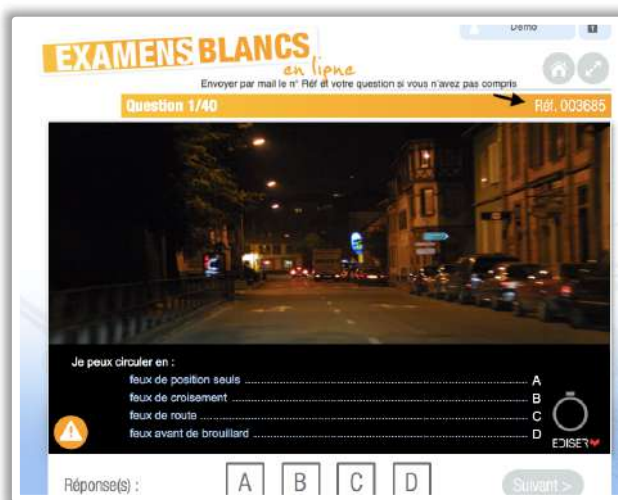 Demo
EXAMENS BLANCS
en ligne
Envoyer par mail le n° Réf et votre question si vous n'avez pas compris
Question 1/40
Réf. 003685
Je peux circuler en :
feux de position seuls ........ A
feux de croisement ........ B
feux de route ........ C
feux avant de brouillard ........ D
EDISER
Réponse(s) :
A B C D
Suivant >